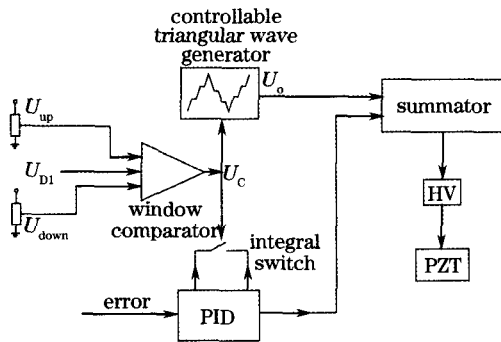 controllable
triangular wave
generator
U_o
summator
U_up
U_D1
U_C
U_down
window
comparator
HV
integral
switch
PZT
error
PID